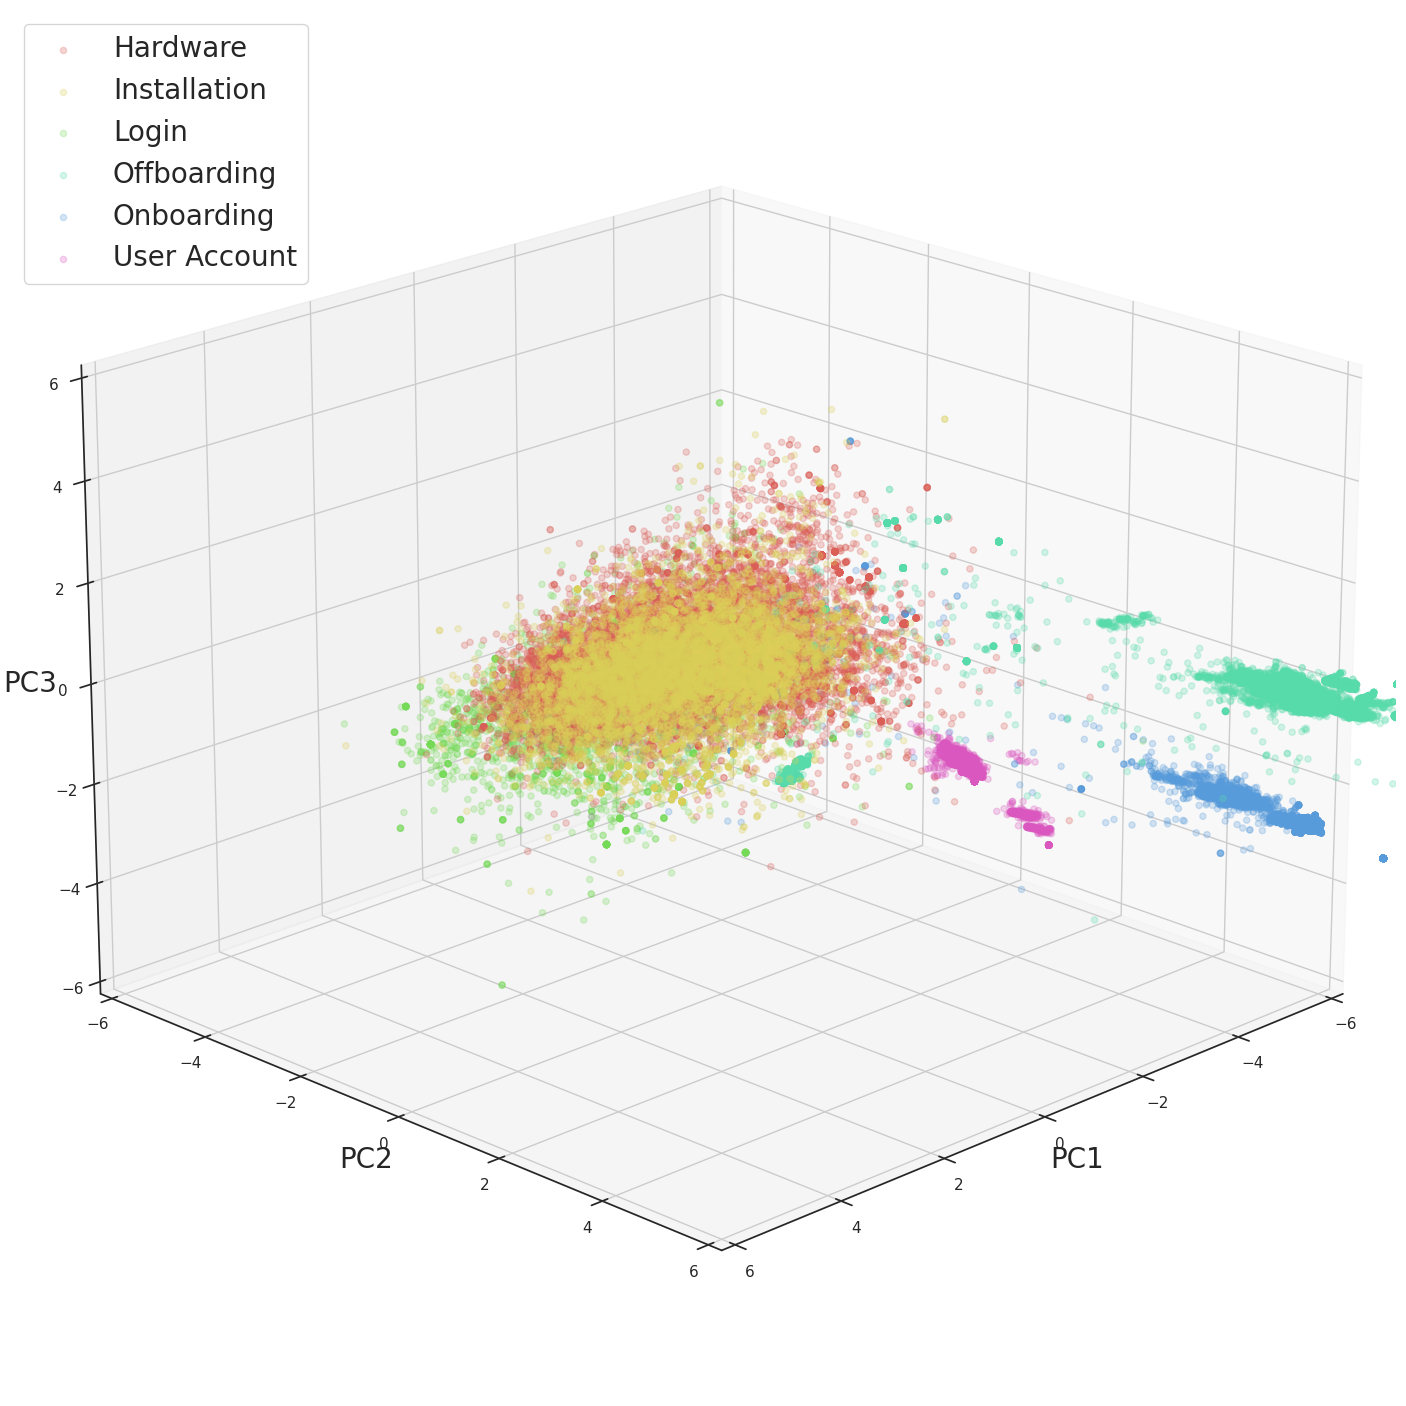 Hardware
Installation
Login
Offboarding
Onboarding
User Account
6
4
2
PC3 0
−2
−4
−6
−6
−4
−2
0
PC2
2
4
6
−6
−4
−2
0
PC1
2
4
6